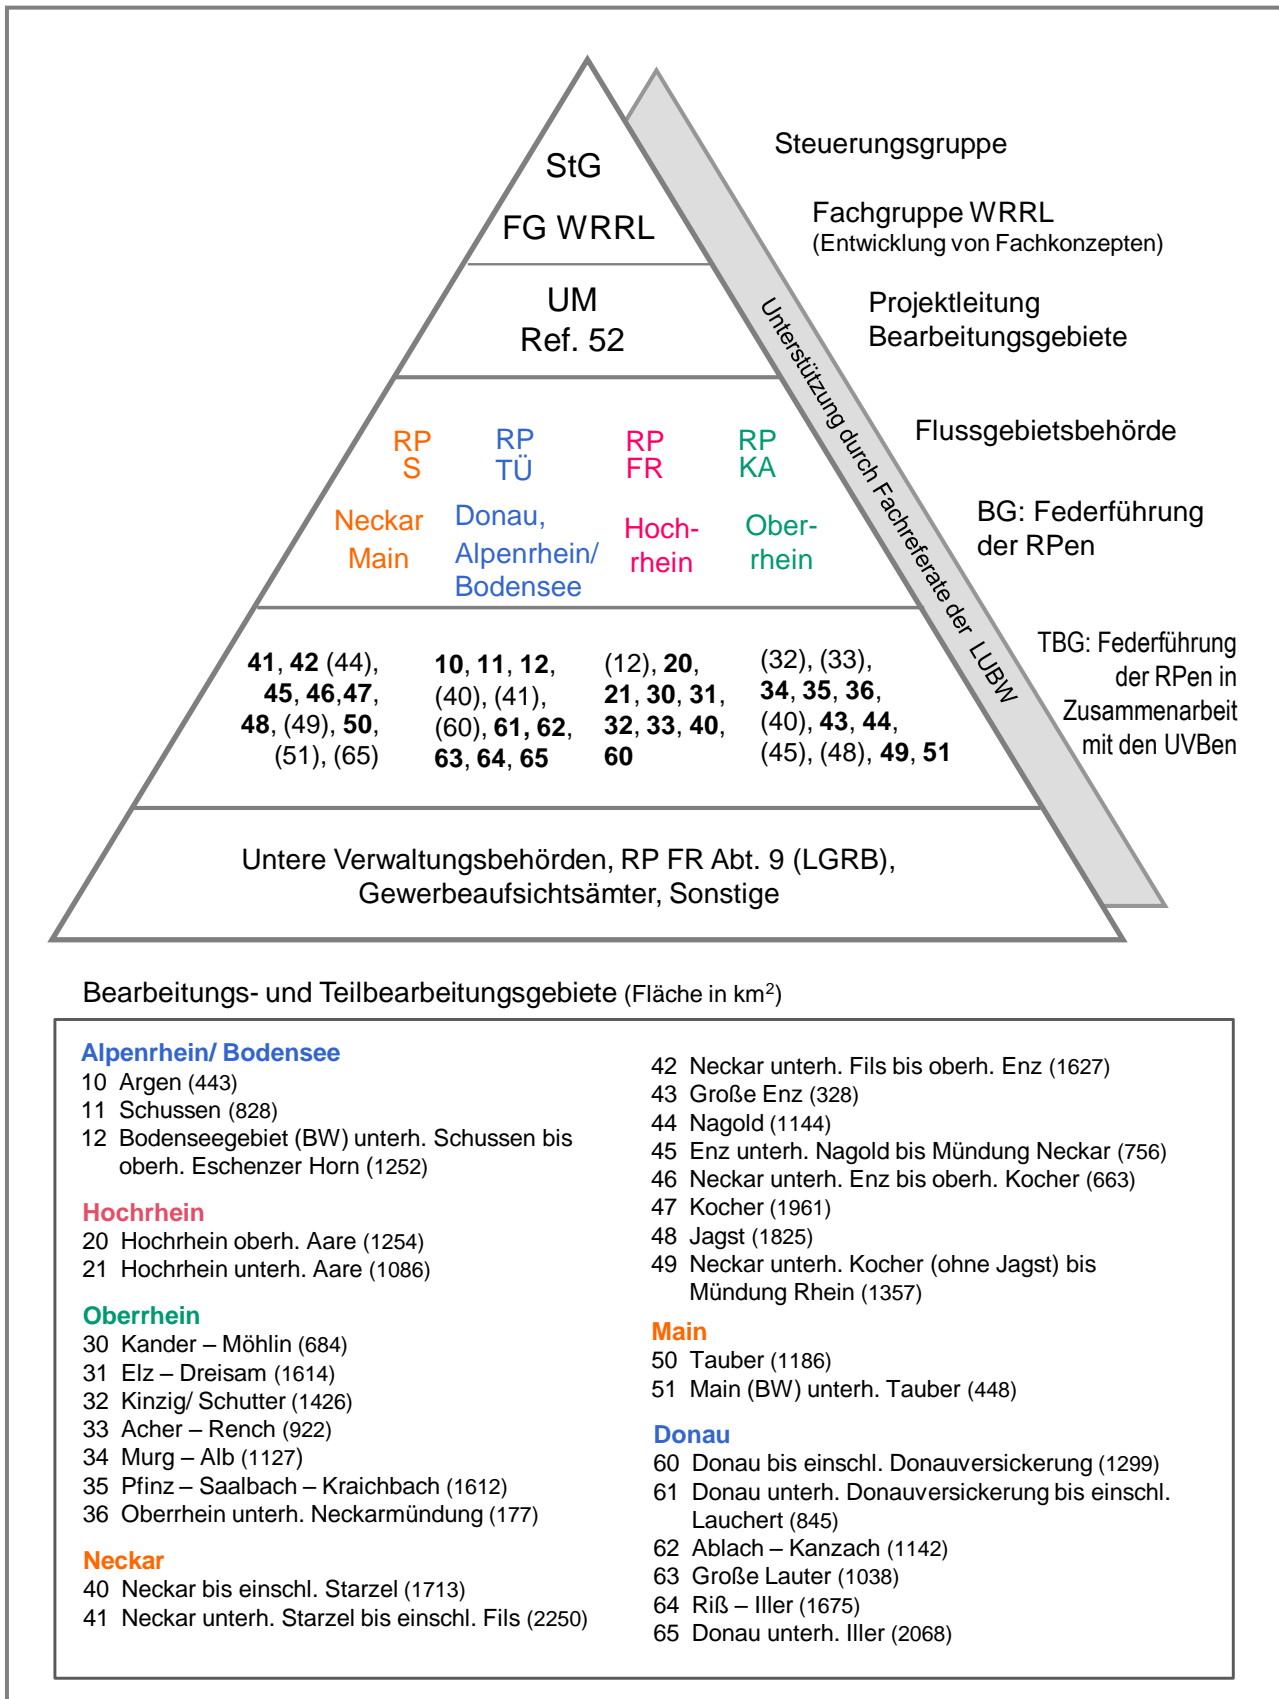 StG
FG WRRL
UM
Ref. 52
RP
S
RP
TÜ
RP
FR
RP
KA
Neckar
Main
Donau,
Alpenrhein/
Bodensee
Hoch-
rhein
Ober-
rhein
41, 42 (44),
45, 46,47,
48, (49), 50,
(51), (65)
10, 11, 12,
(40), (41),
(60), 61, 62,
63, 64, 65
(12), 20,
21, 30, 31,
32, 33, 40,
60
(32), (33),
34, 35, 36,
(40), 43, 44,
(45), (48), 49, 51
Untere Verwaltungsbehörden, RP FR Abt. 9 (LGRB),
Gewerbeaufsichtsämter, Sonstige
Unterstützung durch Fachreferate der LUBW
Steuerungsgruppe
Fachgruppe WRRL
(Entwicklung von Fachkonzepten)
Projektleitung
Bearbeitungsgebiete
Flussgebietsbehörde
BG: Federführung
der RPen
TBG: Federführung
der RPen in
Zusammenarbeit
mit den UVBen
Bearbeitungs- und Teilbearbeitungsgebiete (Fläche in km²)
Alpenrhein/ Bodensee
10 Argen (443)
11 Schussen (828)
12 Bodenseegebiet (BW) unterh. Schussen bis
oberh. Eschenzer Horn (1252)
Hochrhein
20 Hochrhein oberh. Aare (1254)
21 Hochrhein unterh. Aare (1086)
Oberrhein
30 Kander – Möhlin (684)
31 Elz – Dreisam (1614)
32 Kinzig/ Schutter (1426)
33 Acher – Rench (922)
34 Murg – Alb (1127)
35 Pfinz – Saalbach – Kraichbach (1612)
36 Oberrhein unterh. Neckarmündung (177)
Neckar
40 Neckar bis einschl. Starzel (1713)
41 Neckar unterh. Starzel bis einschl. Fils (2250)
42 Neckar unterh. Fils bis oberh. Enz (1627)
43 Große Enz (328)
44 Nagold (1144)
45 Enz unterh. Nagold bis Mündung Neckar (756)
46 Neckar unterh. Enz bis oberh. Kocher (663)
47 Kocher (1961)
48 Jagst (1825)
49 Neckar unterh. Kocher (ohne Jagst) bis
Mündung Rhein (1357)
Main
50 Tauber (1186)
51 Main (BW) unterh. Tauber (448)
Donau
60 Donau bis einschl. Donauversickerung (1299)
61 Donau unterh. Donauversickerung bis einschl.
Lauchert (845)
62 Ablach – Kanzach (1142)
63 Große Lauter (1038)
64 Riß – Iller (1675)
65 Donau unterh. Iller (2068)